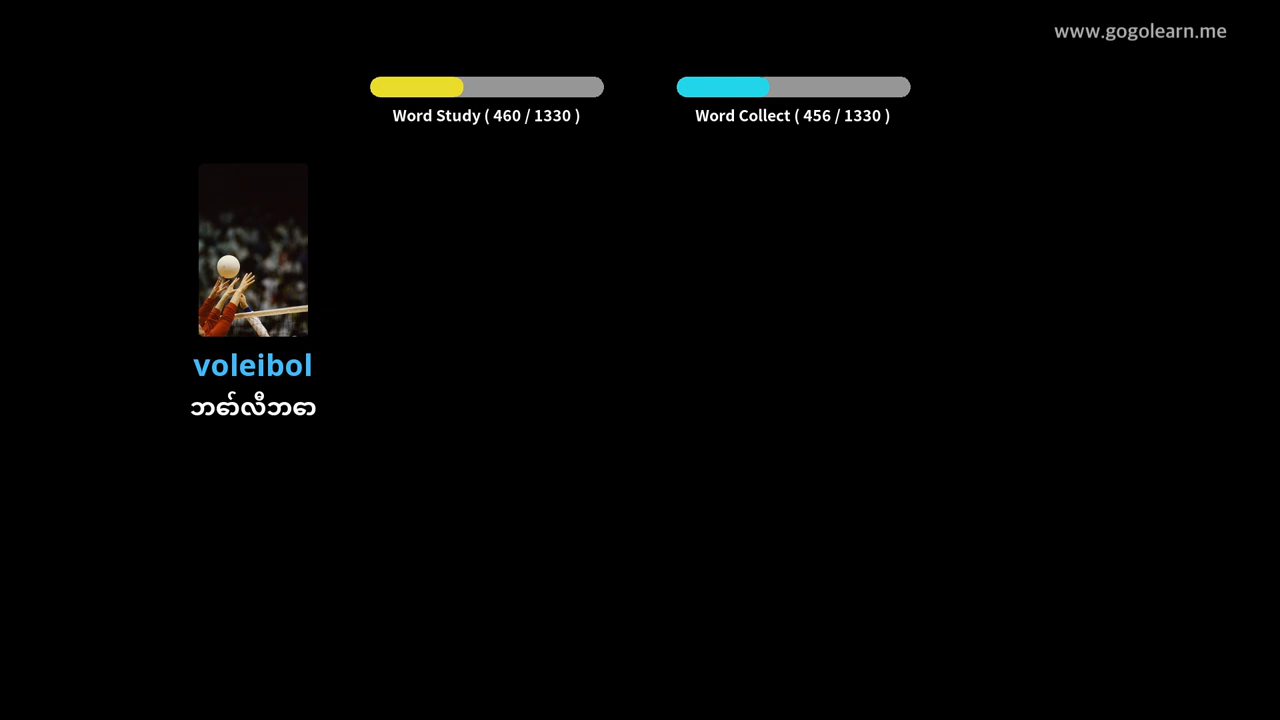 www.gogolearn.me
Word Study ( 460 / 1330 )
Word Collect ( 456 / 1330 )
voleibol
ဘော်လီဘော